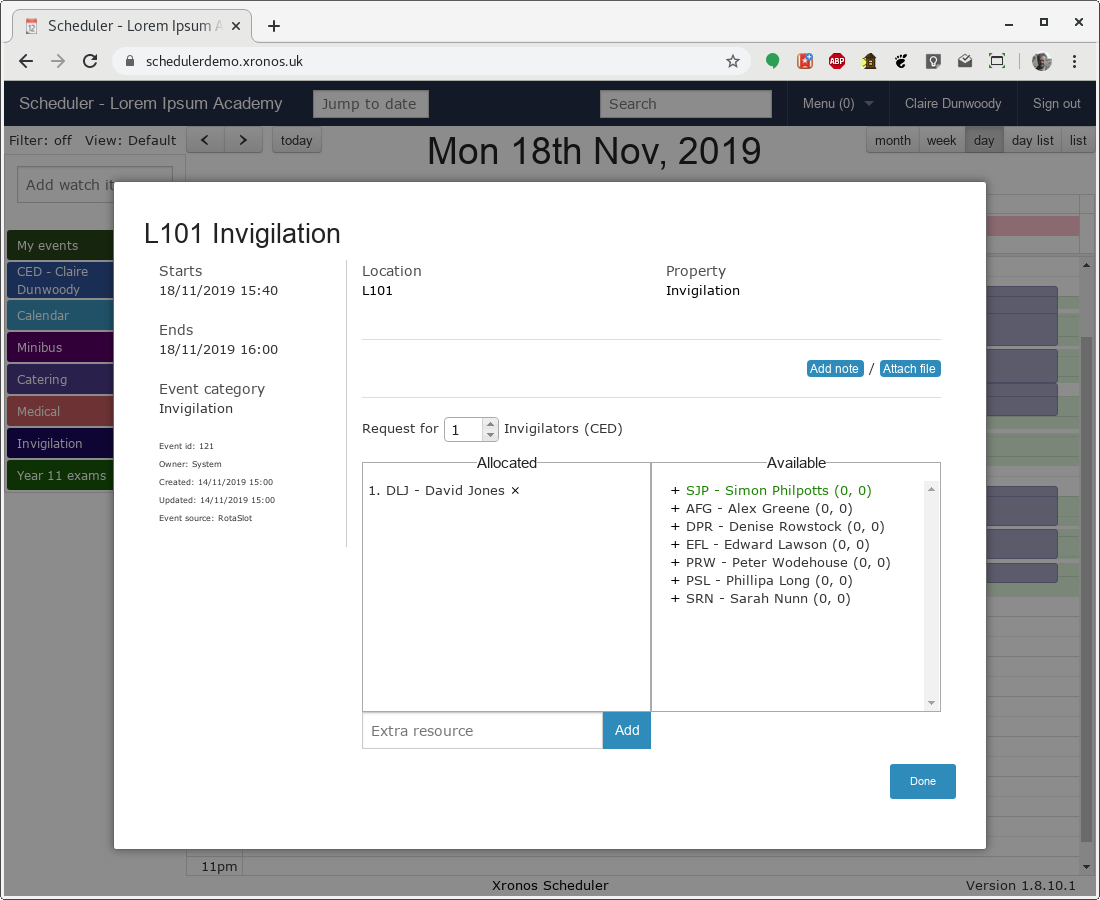 Scheduler - Lorem Ipsum A
schedulerdemo.xronos.uk
ABP
Scheduler - Lorem Ipsum Academy
Jump to date
Search
Menu (0)
Claire Dunwoody
Sign out
Filter: off View: Default
today
Mon 18th Nov, 2019
month
week
day
day list
list
Add watch it
My events
CED - Claire
Dunwoody
Calendar
Minibus
Catering
Medical
Invigilation
Year 11 exams
L101 Invigilation
Starts
18/11/2019 15:40
Ends
18/11/2019 16:00
Event category
Invigilation
Event id: 121
Owner: System
Created: 14/11/2019 15:00
Updated: 14/11/2019 15:00
Event source: RotaSlot
Location
L101
Property
Invigilation
Add note / Attach file
Request for 1 Invigilators (CED)
Allocated
1. DLJ - David Jones ×
Available
+ SJP - Simon Philpotts (0, 0)
+ AFG - Alex Greene (0, 0)
+ DPR - Denise Rowstock (0, 0)
+ EFL - Edward Lawson (0, 0)
+ PRW - Peter Wodehouse (0, 0)
+ PSL - Phillipa Long (0, 0)
+ SRN - Sarah Nunn (0, 0)
Extra resource
Add
Done
11pm
Xronos Scheduler
Version 1.8.10.1